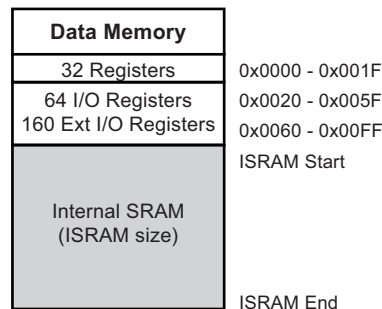 Data Memory
32 Registers 0x0000 - 0x001F
64 I/O Registers 0x0020 - 0x005F
160 Ext I/O Registers 0x0060 - 0x00FF
ISRAM Start
Internal SRAM
(ISRAM size)
ISRAM End